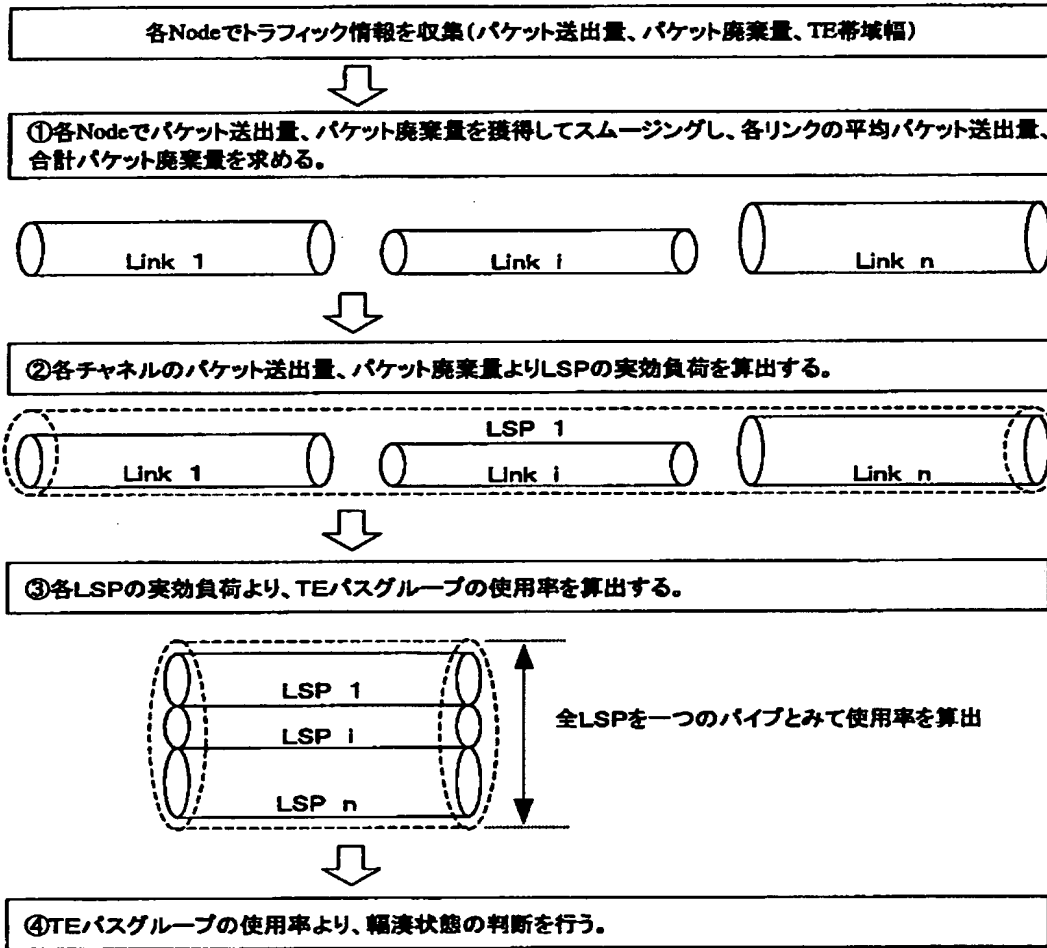 各Nodeでトラフィック情報を収集(パケット送出量、パケット廃棄量、TE帯域幅)
①各Nodeでパケット送出量、パケット廃棄量を獲得してスムージングし、各リンクの平均パケット送出量、
合計パケット廃棄量を求める。
Link 1
Link i
Link n
②各チャネルのパケット送出量、パケット廃棄量よりLSPの実効負荷を算出する。
LSP 1
Link 1
Link i
Link n
③各LSPの実効負荷より、TEパスグループの使用率を算出する。
LSP 1
LSP i
LSP n
全LSPを一つのパイプとみて使用率を算出
④TEパスグループの使用率より、輻湊状態の判断を行う。